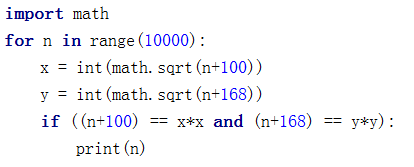 import math
for n in range(10000):
    x = int(math.sqrt(n+100))
    y = int(math.sqrt(n+168))
    if ((n+100) == x*x and (n+168) == y*y):
        print(n)